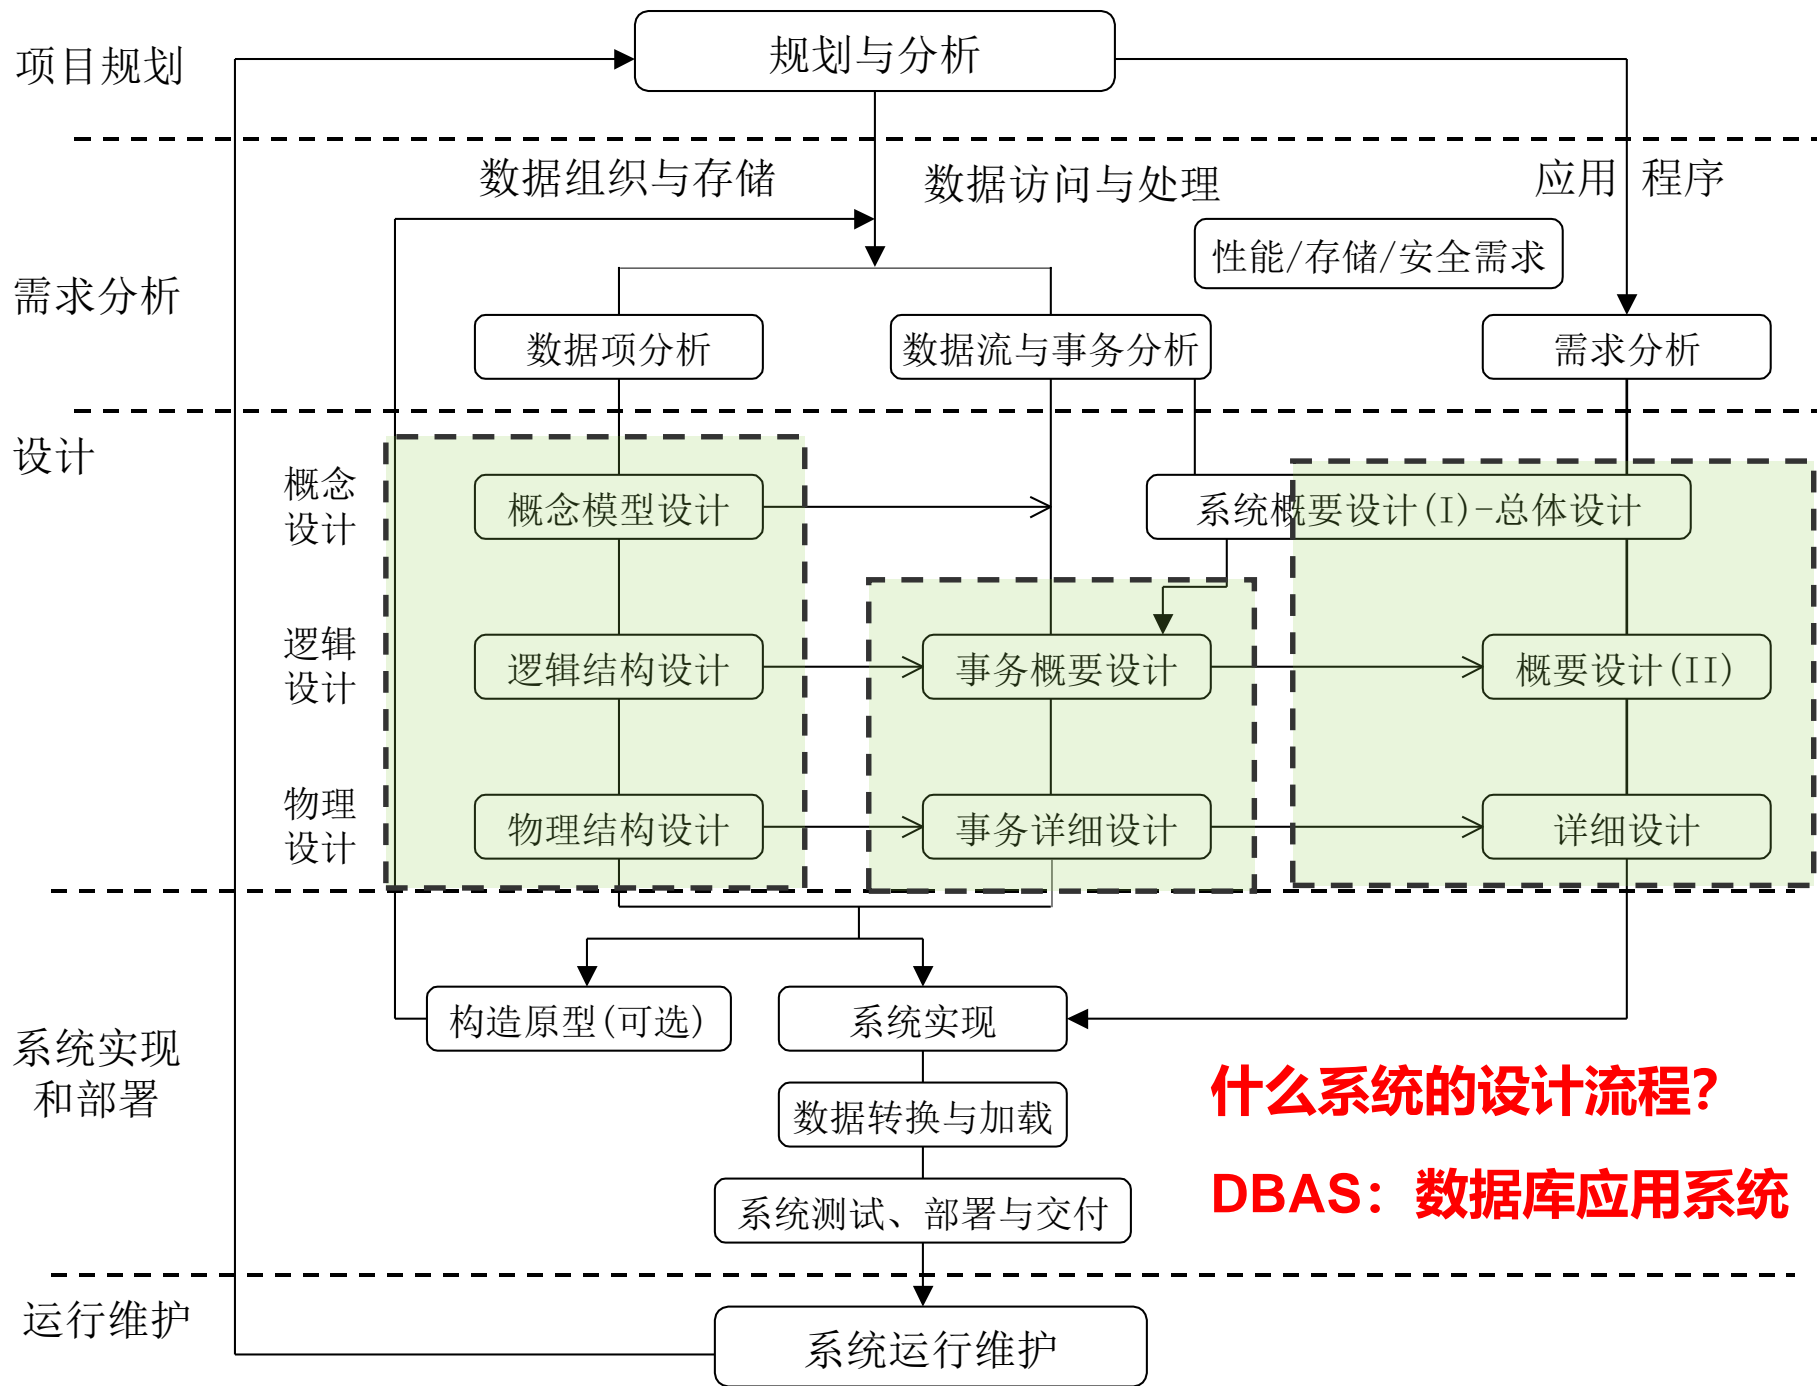 项目规划
规划与分析
数据组织与存储
数据访问与处理
应用 程序
性能/存储/安全需求
需求分析
数据项分析
数据流与事务分析
需求分析
设计
概念
设计
概念模型设计
系统概要设计(I)-总体设计
逻辑
设计
逻辑结构设计
事务概要设计
概要设计(II)
物理
设计
物理结构设计
事务详细设计
详细设计
系统实现
和部署
构造原型(可选)
系统实现
数据转换与加载
系统测试、部署与交付
什么系统的设计流程？
DBAS：数据库应用系统
运行维护
系统运行维护